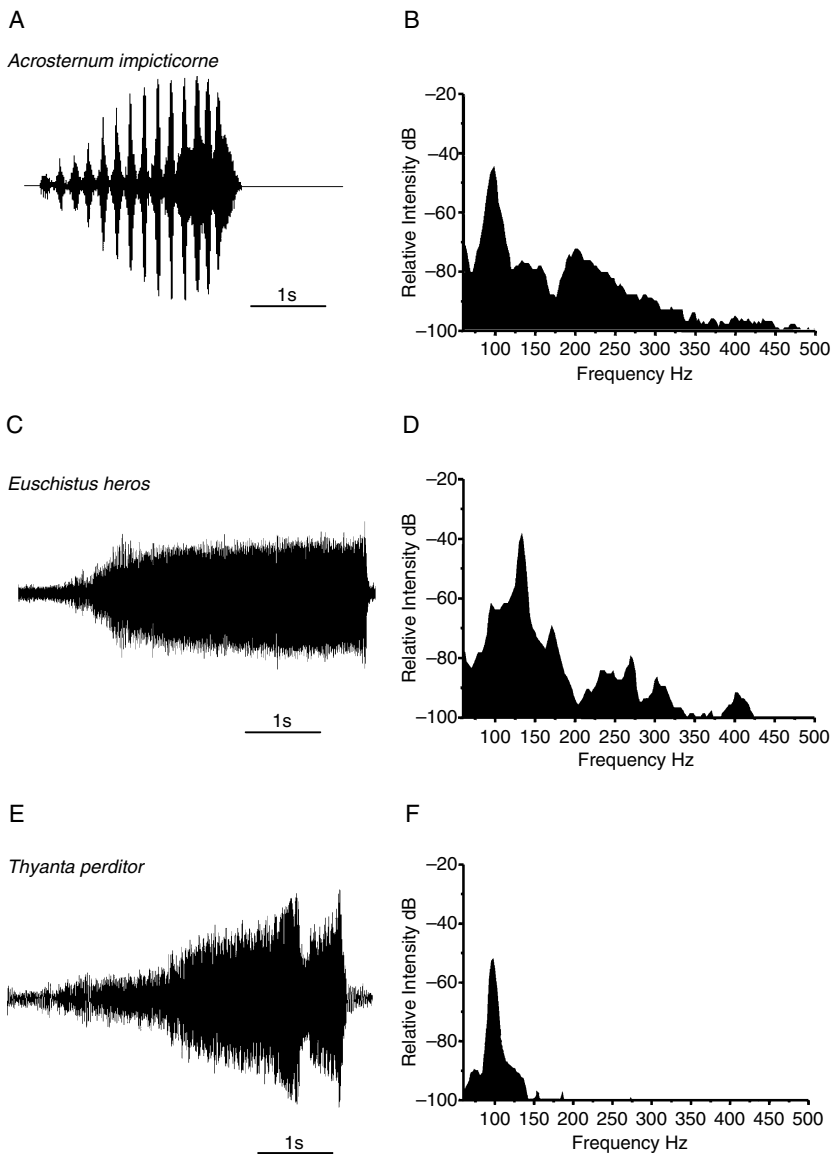 A
B
Acrosternum impicticorne
1s
Relative Intensity dB
−20
−40
−60
−80
−100
100 150 200 250 300 350 400 450 500
Frequency Hz
C
D
Euschistus heros
1s
Relative Intensity dB
−20
−40
−60
−80
−100
100 150 200 250 300 350 400 450 500
Frequency Hz
E
F
Thyanta perditor
1s
Relative Intensity dB
−20
−40
−60
−80
−100
100 150 200 250 300 350 400 450 500
Frequency Hz